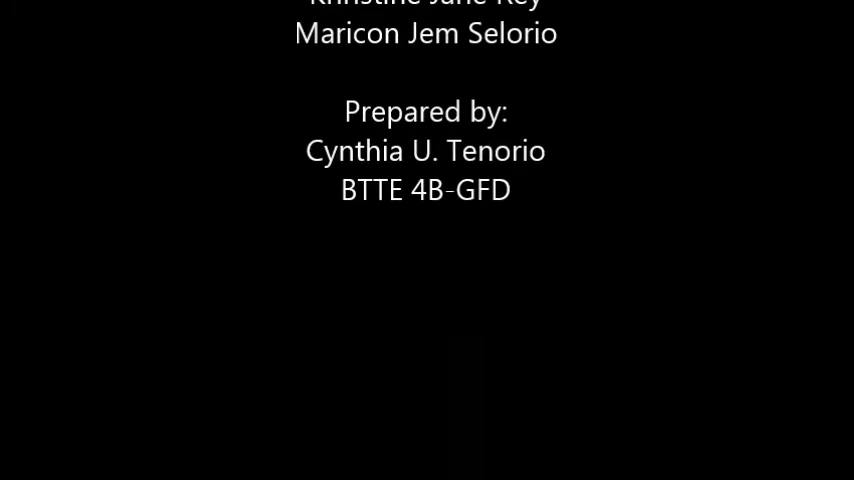 Maricon Jem Selorio
Prepared by:
Cynthia U. Tenorio
BTTE 4B-GFD